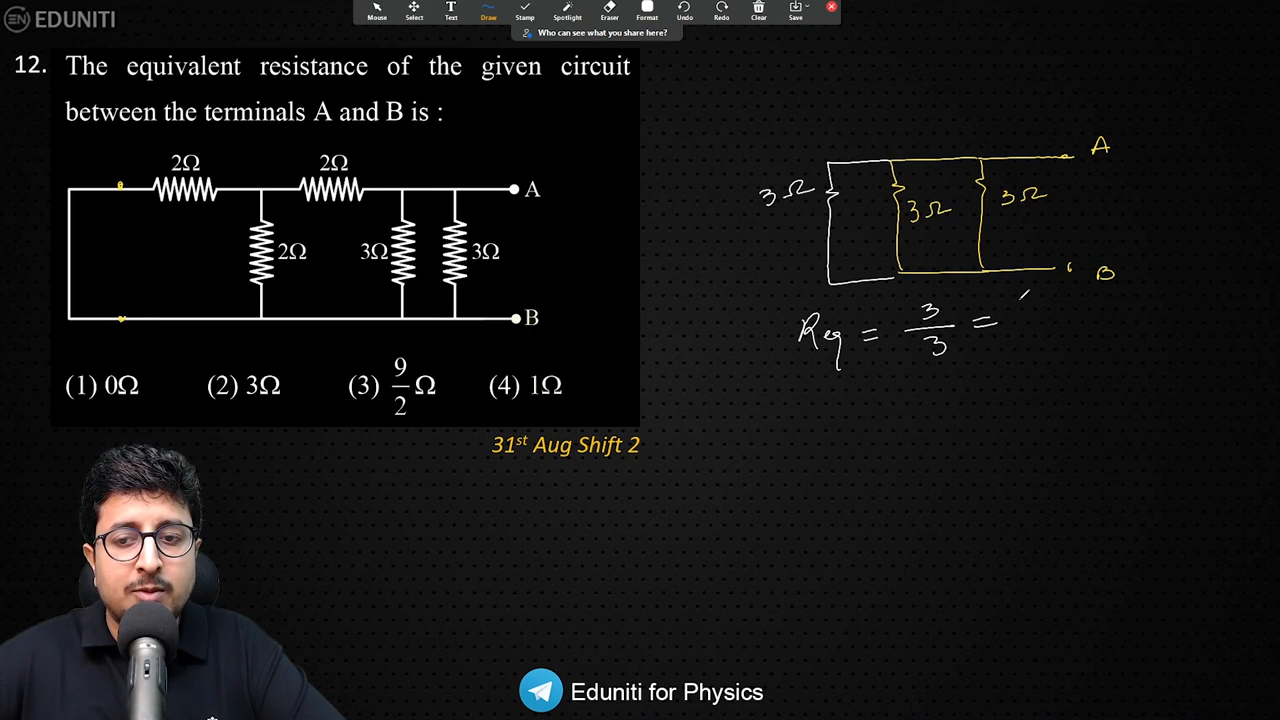 EN EDUNITI
Mouse Select Text Draw Stamp Spotlight Eraser Format Undo Redo Clear Save
Who can see what you share here?
12. The equivalent resistance of the given circuit
between the terminals A and B is :
2Ω 2Ω
A
2Ω 3Ω 3Ω
B
(1) 0Ω (2) 3Ω (3) 9/2 Ω (4) 1Ω
31st Aug Shift 2
A
3Ω 3Ω 3Ω
B
Req = 3/3 =
Eduniti for Physics